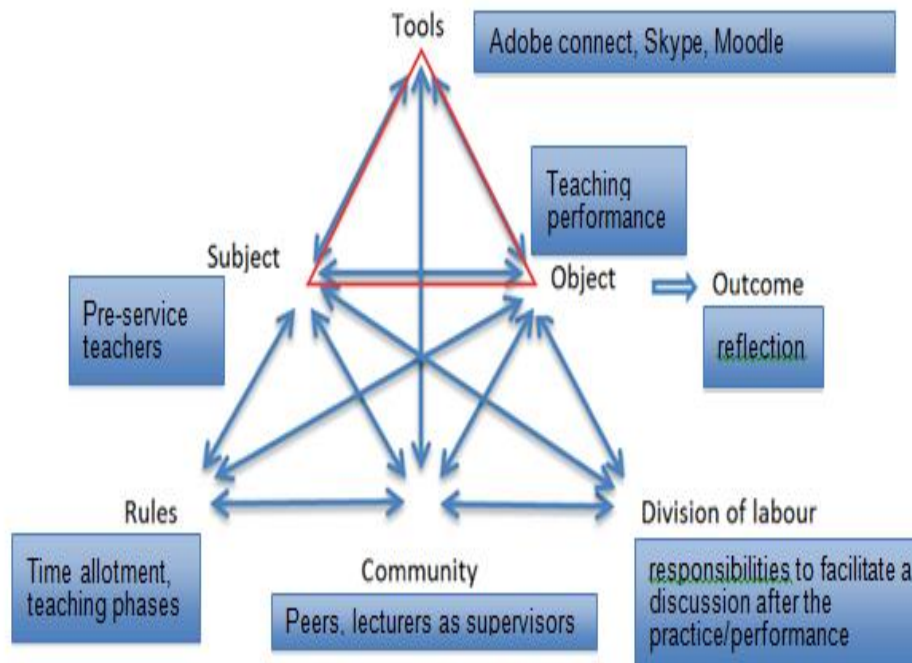 Tools
Adobe connect, Skype, Moodle
Teaching
performance
Subject
Object
Outcome
Pre-service
teachers
reflection
Rules
Division of labour
Time allotment,
teaching phases
Community
Peers, lecturers as supervisors
responsibilities to facilitate a
discussion after the
practice/performance